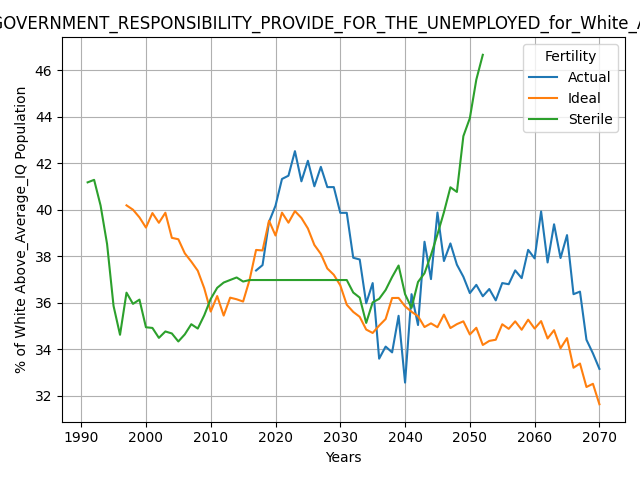 GOVERNMENT_RESPONSIBILITY_PROVIDE_FOR_THE_UNEMPLOYED_for_White_
% of White Above_Average_IQ Population
46
44
42
40
38
36
34
32
Fertility
Actual
Ideal
Sterile
1990
2000
2010
2020
2030
2040
2050
2060
2070
Years